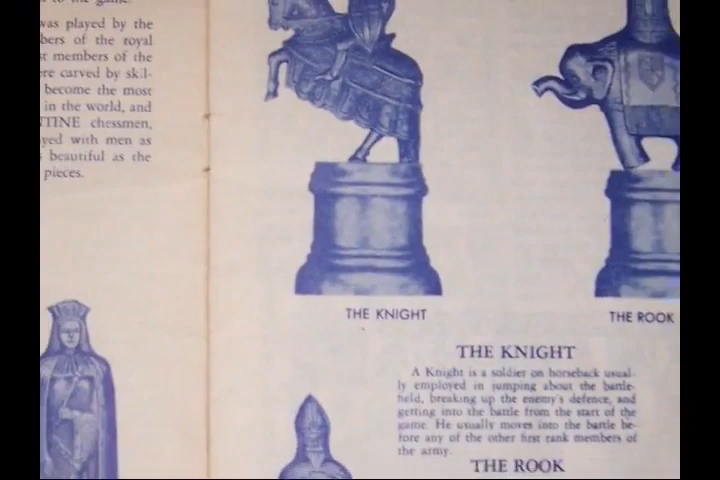 to the game.
was played by the
bers of the royal
t members of the
re carved by skil-
become the most
in the world, and
TINE chessmen,
yed with men as
beautiful as the
pieces.
THE KNIGHT
THE ROOK
THE KNIGHT
A Knight is a soldier on horseback usual-
ly employed in jumping about the battle-
field, breaking up the enemy's defence, and
getting into the battle from the start of the
game. He usually moves into the battle be-
fore any of the other first rank members of
the army.
THE ROOK